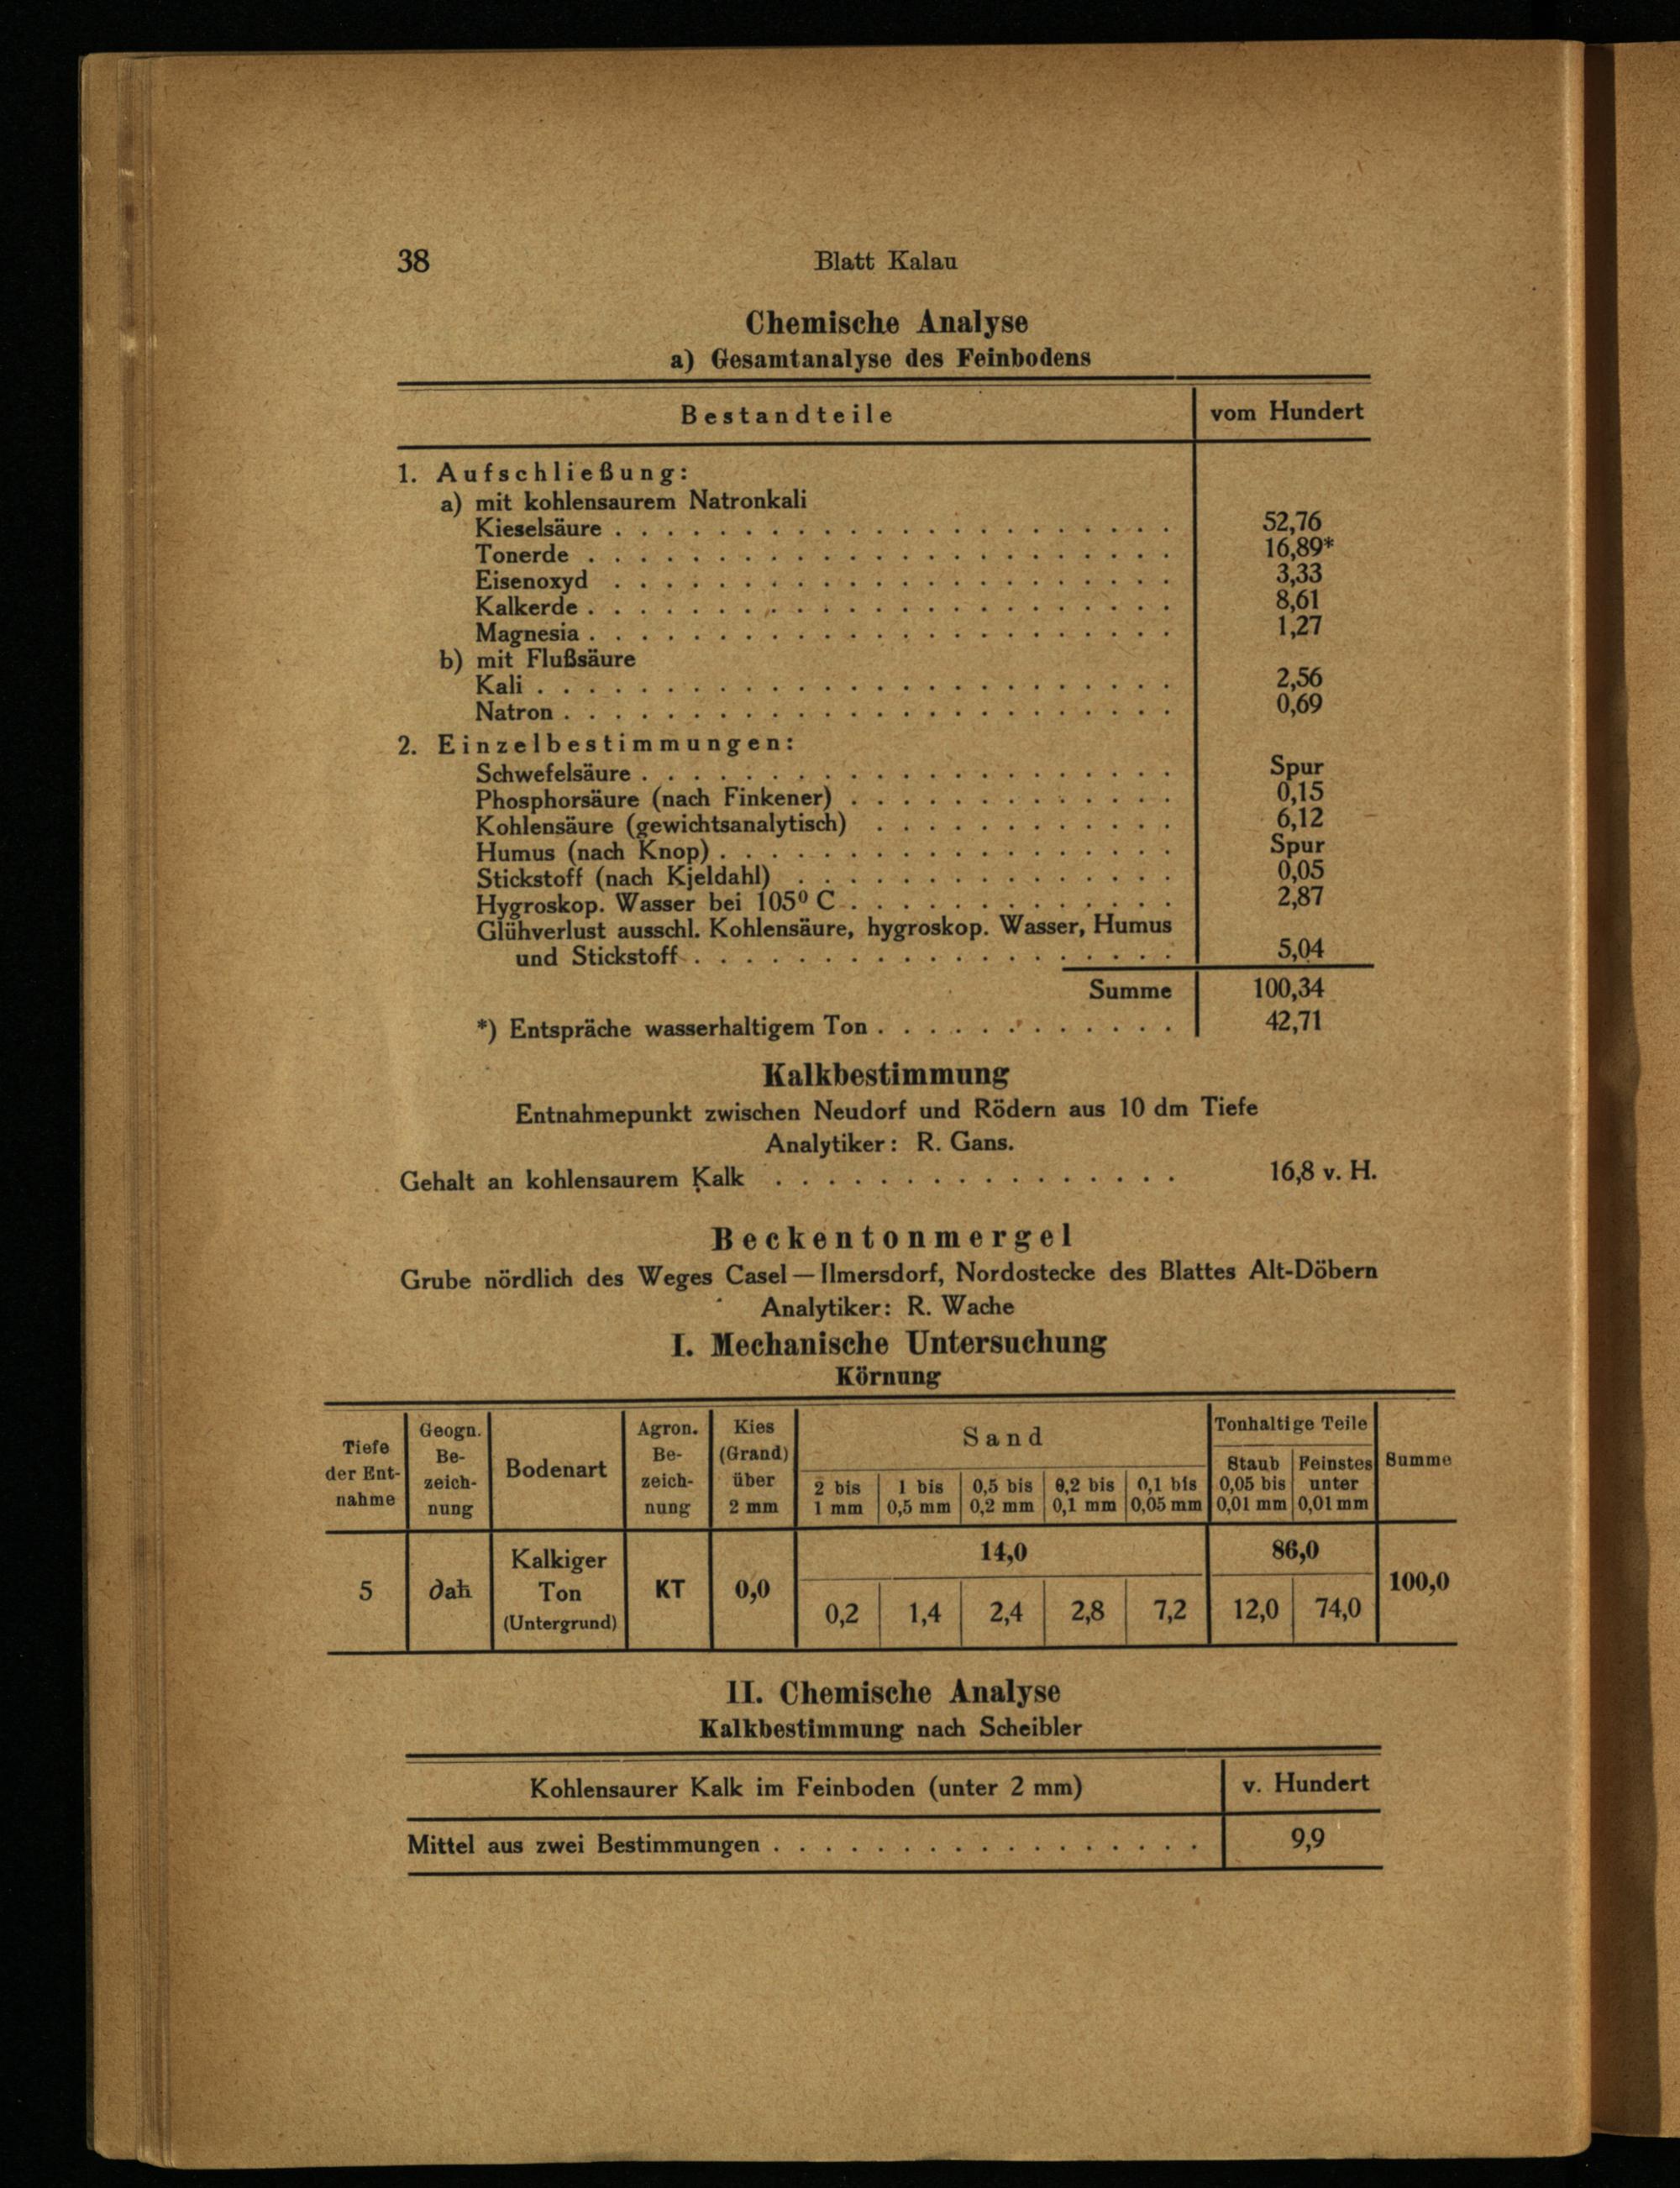 38 Blatt Kalau
Chemische Analyse
a) Gesamtanalyse des Feinbodens
Bestandteile vom Hundert
1. Aufschließung:
a) mit kohlensaurem Natronkali
Kieselsäure . . . . . . . . . . . . . . . . . . . . . . 52,76
Tonerde . . . . . . . . . . . . . . . . . . . . . . . 16,89*
Eisenoxyd . . . . . . . . . . . . . . . . . . . . . . 3,33
Kalkerde . . . . . . . . . . . . . . . . . . . . . . . 8,61
Magnesia . . . . . . . . . . . . . . . . . . . . . . . 1,27
b) mit Flußsäure
Kali . . . . . . . . . . . . . . . . . . . . . . . . . 2,56
Natron . . . . . . . . . . . . . . . . . . . . . . . . 0,69
2. Einzelbestimmungen:
Schwefelsäure . . . . . . . . . . . . . . . . . . . . . Spur
Phosphorsäure (nach Finkener) . . . . . . . . . . . . . 0,15
Kohlensäure (gewichtsanalytisch) . . . . . . . . . . . . 6,12
Humus (nach Knop) . . . . . . . . . . . . . . . . . . Spur
Stickstoff (nach Kjeldahl) . . . . . . . . . . . . . . . 0,05
Hygroskop. Wasser bei 105⁰ C . . . . . . . . . . . . . 2,87
Glühverlust ausschl. Kohlensäure, hygroskop. Wasser, Humus
und Stickstoff . . . . . . . . . . . . . . . . . . . 5,04
Summe 100,34
*) Entspräche wasserhaltigem Ton . . . . . . . . . . . . 42,71
Kalkbestimmung
Entnahmepunkt zwischen Neudorf und Rödern aus 10 dm Tiefe
Analytiker: R. Gans.
Gehalt an kohlensaurem Kalk . . . . . . . . . . . . . . . . 16,8 v. H.
Beckentonmergel
Grube nördlich des Weges Casel — Ilmersdorf, Nordostecke des Blattes Alt-Döbern
Analytiker: R. Wache
I. Mechanische Untersuchung
Körnung
Tiefe
der Ent-
nahme
Geogn.
Be-
zeich-
nung
Bodenart
Agron.
Be-
zeich-
nung
Kies
(Grand)
über
2 mm
Sand
2 bis
1 mm
1 bis
0,5 mm
0,5 bis
0,2 mm
0,2 bis
0,1 mm
0,1 bis
0,05 mm
Tonhaltige Teile
Staub
0,05 bis
0,01 mm
Feinstes
unter
0,01 mm
Summe
5
∂aħ
Kalkiger
Ton
(Untergrund)
KT
0,0
14,0
0,2 1,4 2,4 2,8 7,2
86,0
12,0 74,0
100,0
II. Chemische Analyse
Kalkbestimmung nach Scheibler
Kohlensaurer Kalk im Feinboden (unter 2 mm) v. Hundert
Mittel aus zwei Bestimmungen . . . . . . . . . . . . . . . . . 9,9